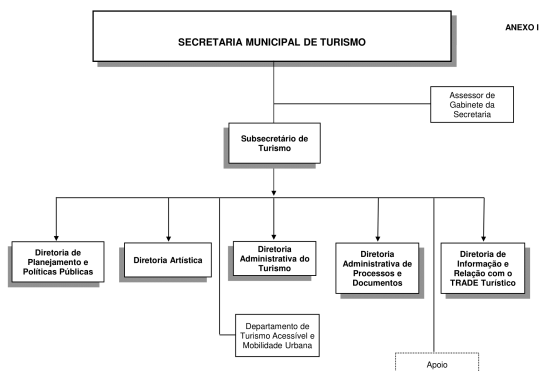 ANEXO I
SECRETARIA MUNICIPAL DE TURISMO
Assessor de
Gabinete da
Secretaria
Subsecretário de
Turismo
Diretoria de
Planejamento e
Políticas Públicas
Diretoria Artística
Diretoria
Administrativa do
Turismo
Diretoria
Administrativa de
Processos e
Documentos
Diretoria de
Informação e
Relação com o
TRADE Turístico
Departamento de
Turismo Acessível e
Mobilidade Urbana
Apoio